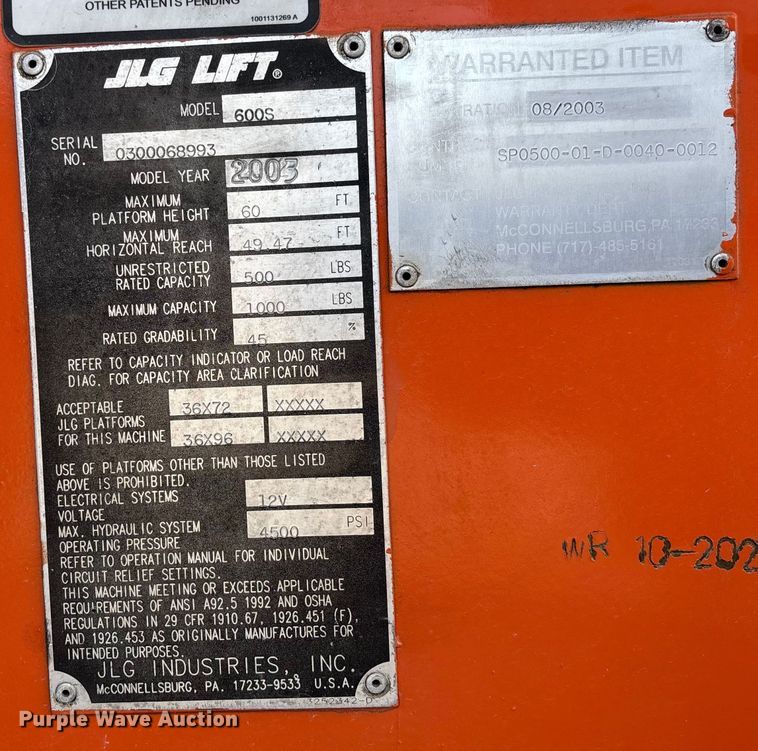 OTHER PATENTS PENDING
1001131269 A
JLG LIFT®
MODEL 600S
SERIAL NO. 0300068993
MODEL YEAR 2003
MAXIMUM PLATFORM HEIGHT 60 FT
MAXIMUM HORIZONTAL REACH 49.47 FT
UNRESTRICTED RATED CAPACITY 500 LBS
MAXIMUM CAPACITY 1000 LBS
RATED GRADABILITY 45 %
REFER TO CAPACITY INDICATOR OR LOAD REACH
DIAG. FOR CAPACITY AREA CLARIFICATION
ACCEPTABLE 36X72 XXXXX
JLG PLATFORMS
FOR THIS MACHINE 36X96 XXXXX
USE OF PLATFORMS OTHER THAN THOSE LISTED
ABOVE IS PROHIBITED.
ELECTRICAL SYSTEMS 12V
VOLTAGE
MAX. HYDRAULIC SYSTEM 4500 PSI
OPERATING PRESSURE
REFER TO OPERATION MANUAL FOR INDIVIDUAL
CIRCUIT RELIEF SETTINGS.
THIS MACHINE MEETING OR EXCEEDS APPLICABLE
REQUIREMENTS OF ANSI A92.5 1992 AND OSHA
REGULATIONS IN 29 CFR 1910.67, 1926.451 (F),
AND 1926.453 AS ORIGINALLY MANUFACTURES FOR
INTENDED PURPOSES.
JLG INDUSTRIES, INC.
McCONNELLSBURG, PA. 17233-9533 U.S.A.
3252342-D
WARRANTED ITEM
08/2003
SP0500-01-D-0040-0012
McCONNELLSBURG, PA 17233
PHONE (717)-485-5161
WR 10-202
Purple Wave Auction